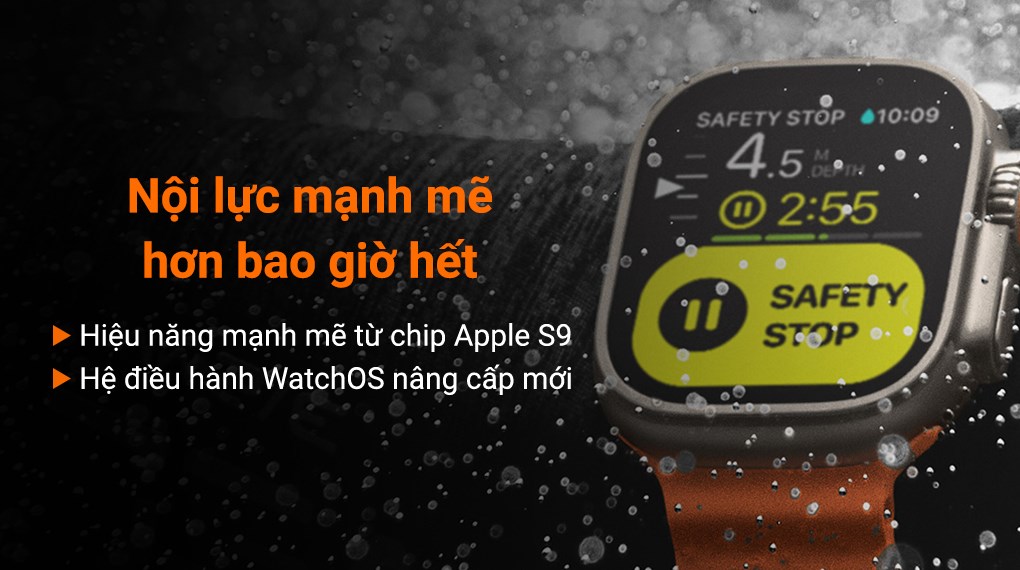 Nội lực mạnh mẽ
hơn bao giờ hết
Hiệu năng mạnh mẽ từ chip Apple S9
Hệ điều hành WatchOS nâng cấp mới
SAFETY STOP 10:09
4.5 M
DEPTH
2:55
SAFETY
STOP